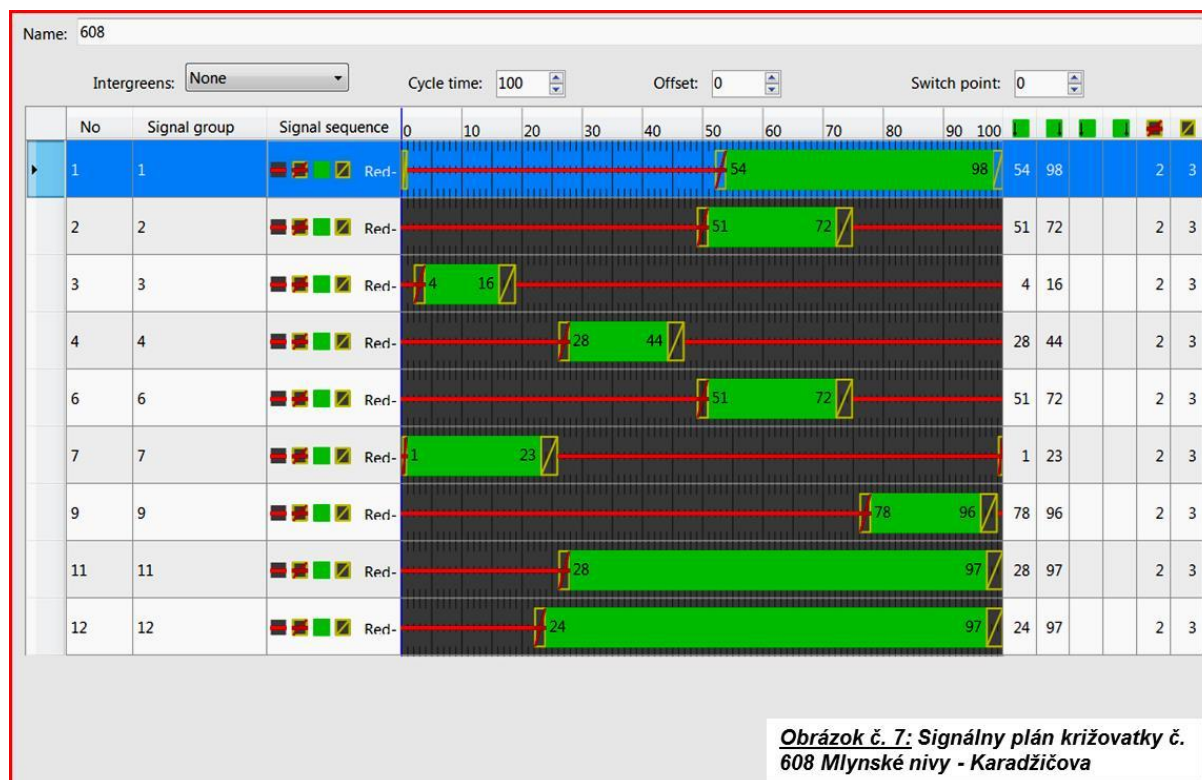 Name: 608
Intergreens: None Cycle time: 100 Offset: 0 Switch point: 0
No Signal group Signal sequence 0 10 20 30 40 50 60 70 80 90 100
1 1 Red- 54 98 54 98 2 3
2 2 Red- 51 72 51 72 2 3
3 3 Red- 4 16 4 16 2 3
4 4 Red- 28 44 28 44 2 3
6 6 Red- 51 72 51 72 2 3
7 7 Red- 1 23 1 23 2 3
9 9 Red- 78 96 78 96 2 3
11 11 Red- 28 97 28 97 2 3
12 12 Red- 24 97 24 97 2 3
Obrázok č. 7: Signálny plán križovatky č.
608 Mlynské nivy - Karadžičova